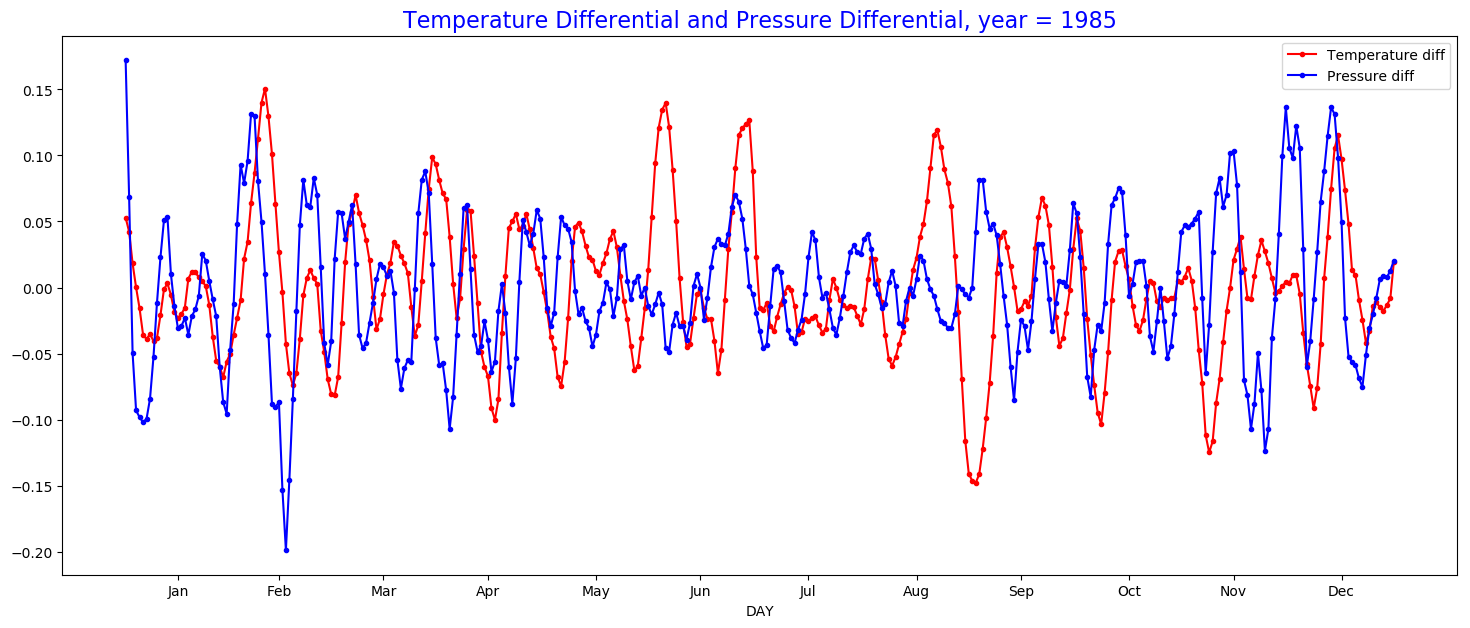 Temperature Differential and Pressure Differential, year = 1985
Temperature diff
Pressure diff
0.15
0.10
0.05
0.00
−0.05
−0.10
−0.15
−0.20
Jan Feb Mar Apr May Jun Jul Aug Sep Oct Nov Dec
DAY